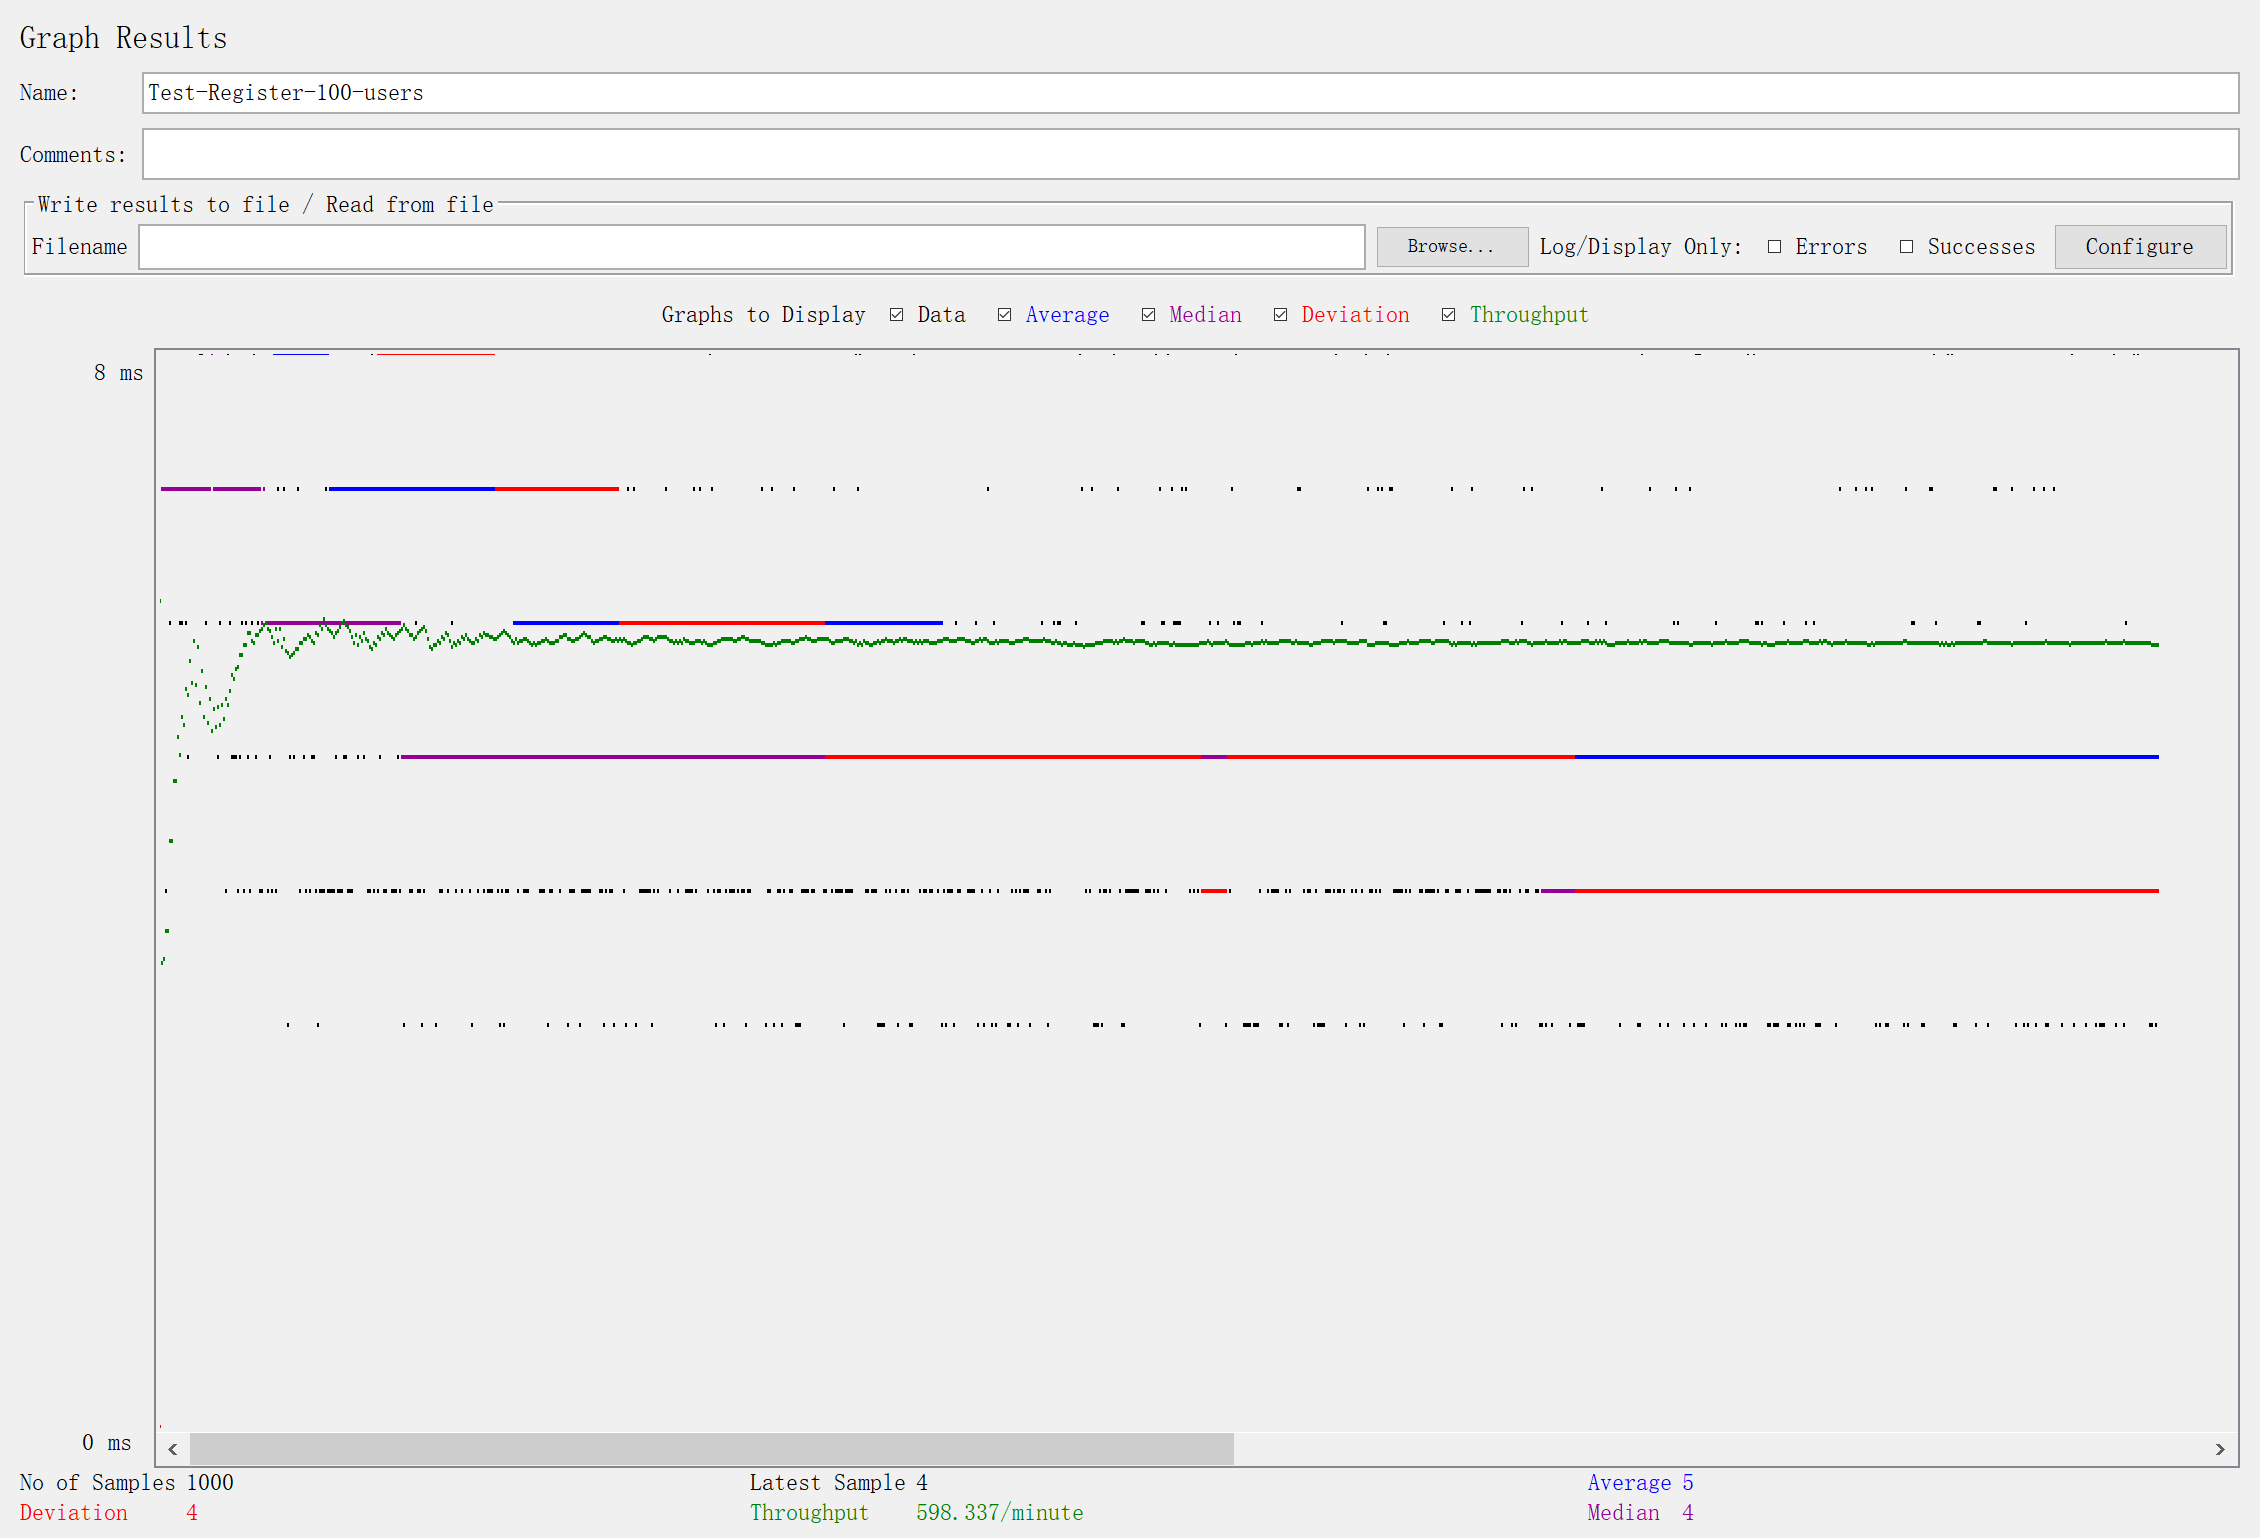 Graph Results
Name: Test-Register-100-users
Comments:
Write results to file / Read from file
Filename Browse... Log/Display Only: Errors Successes Configure
Graphs to Display Data Average Median Deviation Throughput
8 ms
0 ms
No of Samples 1000 Latest Sample 4 Average 5
Deviation 4 Throughput 598.337/minute Median 4